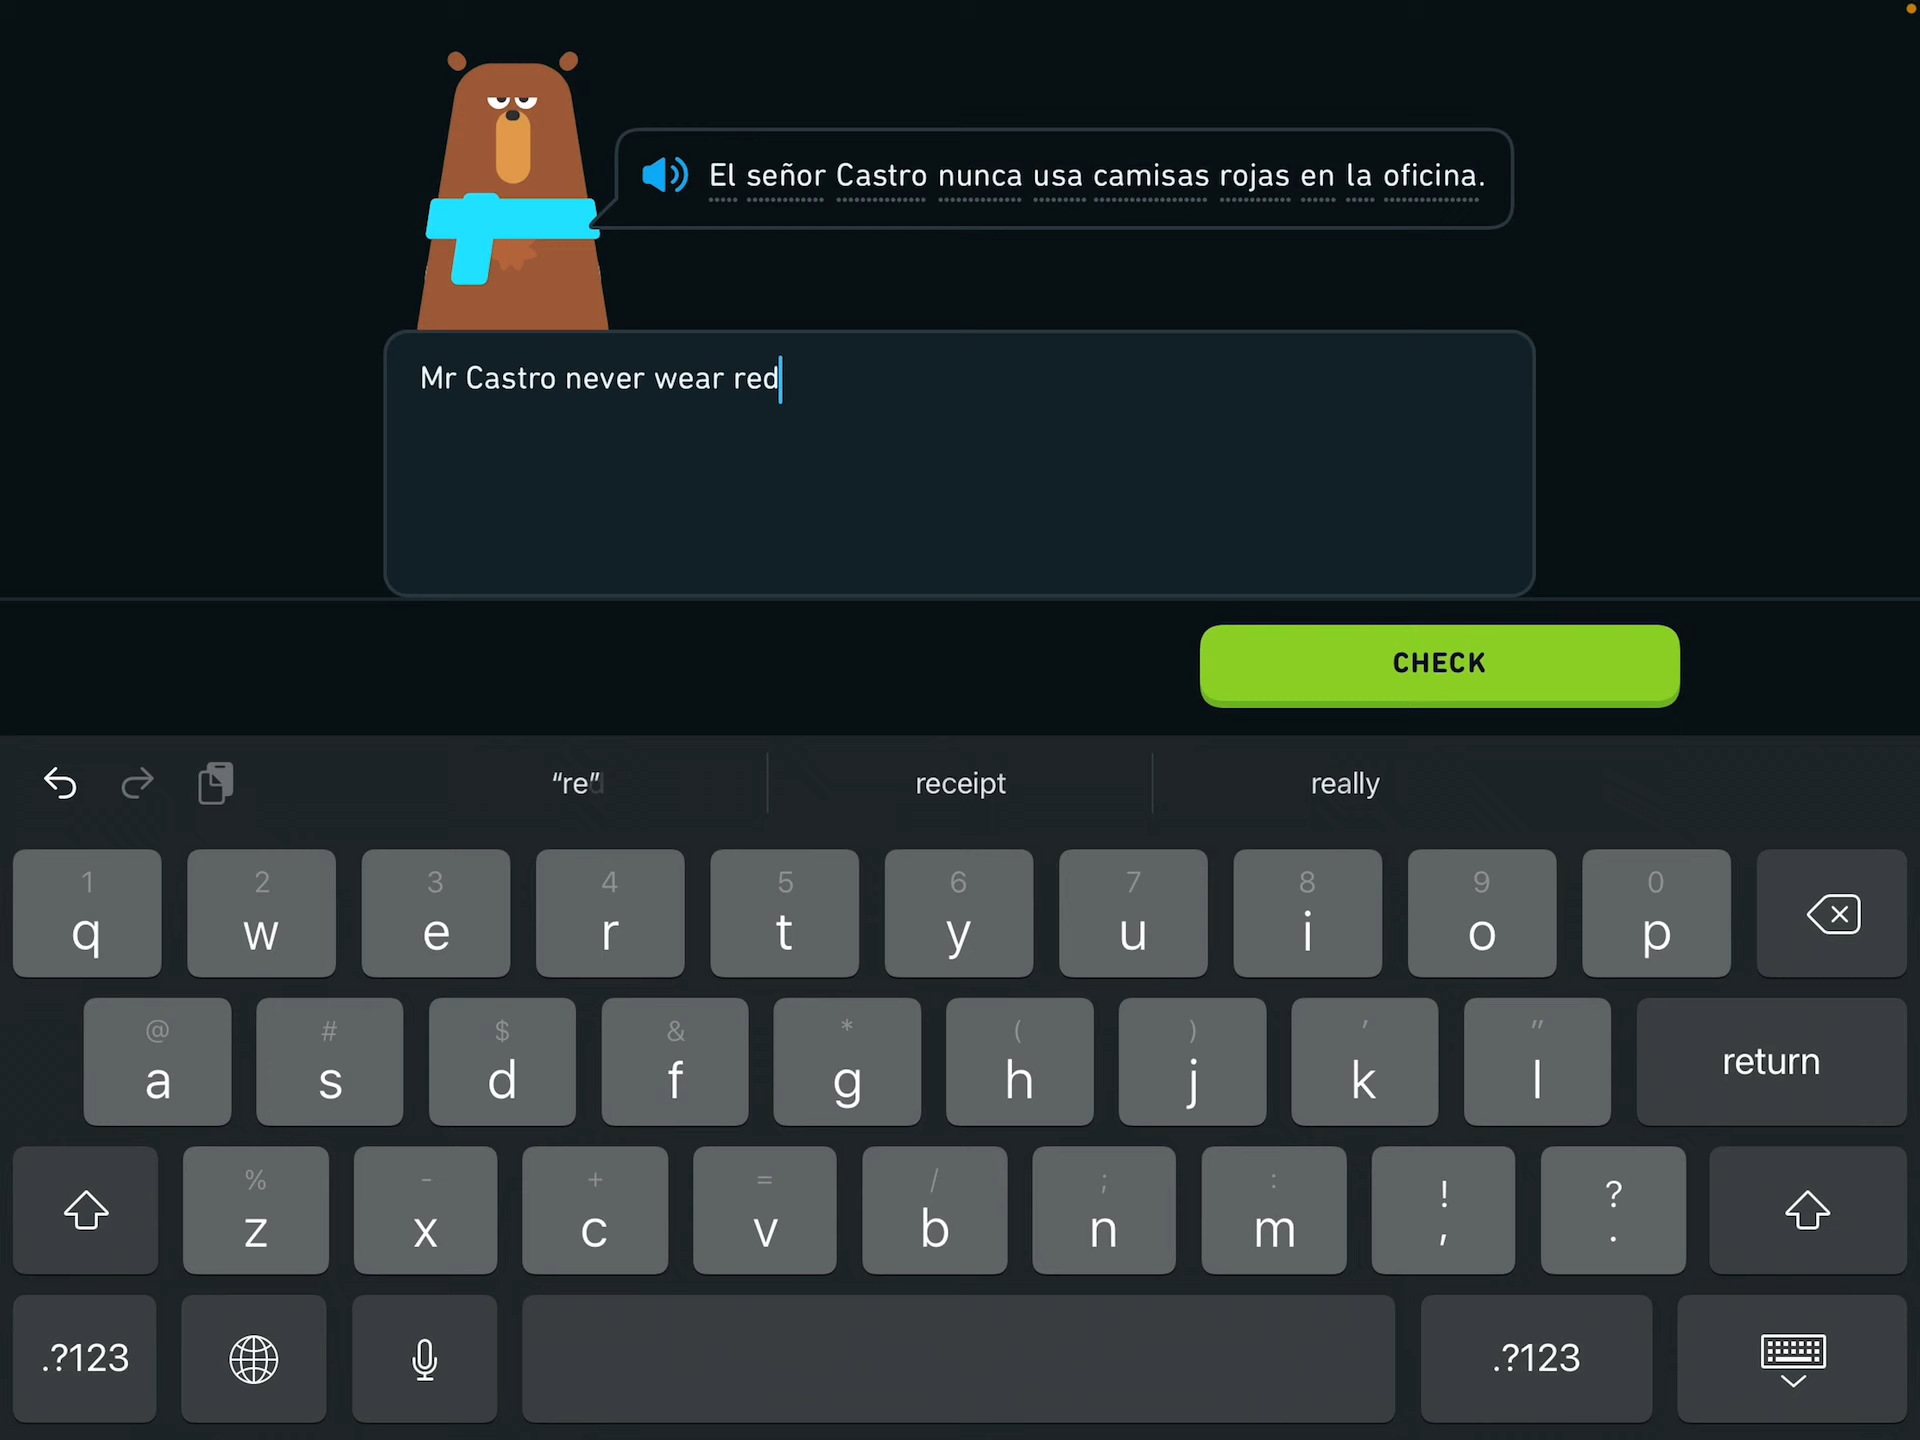 El señor Castro nunca usa camisas rojas en la oficina.
Mr Castro never wear red
CHECK
“re” receipt really
1 2 3 4 5 6 7 8 9 0
q w e r t y u i o p
@ # $ & * ( ) ' "
a s d f g h j k l return
% - + = / ; : ! ?
z x c v b n m , .
.?123 .?123